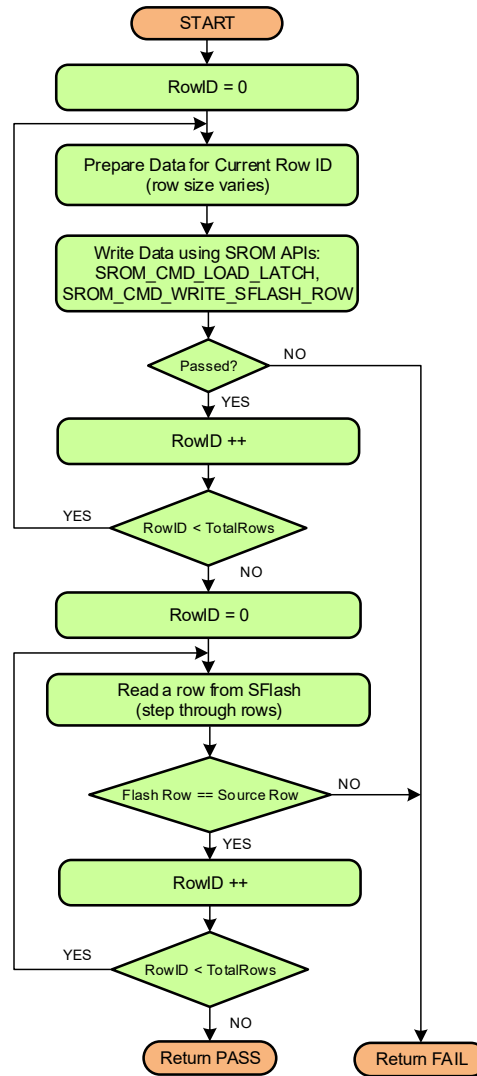 START
RowID = 0
Prepare Data for Current Row ID
(row size varies)
Write Data using SROM APIs:
SROM_CMD_LOAD_LATCH,
SROM_CMD_WRITE_SFLASH_ROW
Passed?
NO
YES
RowID ++
YES
RowID < TotalRows
NO
RowID = 0
Read a row from SFlash
(step through rows)
Flash Row == Source Row
NO
YES
RowID ++
YES
RowID < TotalRows
NO
Return PASS
Return FAIL